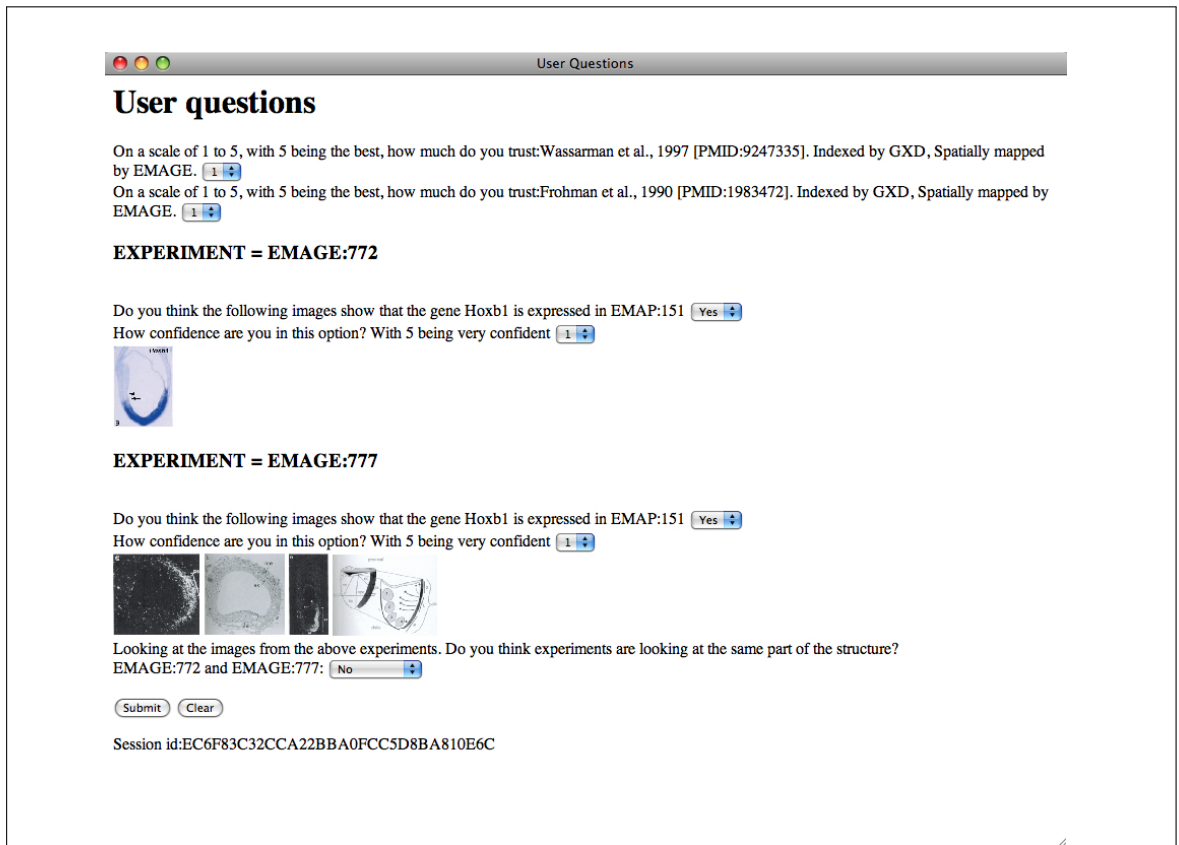 User Questions
User questions
On a scale of 1 to 5, with 5 being the best, how much do you trust:Wassarman et al., 1997 [PMID:9247335]. Indexed by GXD, Spatially mapped
by EMAGE. 1
On a scale of 1 to 5, with 5 being the best, how much do you trust:Frohman et al., 1990 [PMID:1983472]. Indexed by GXD, Spatially mapped by
EMAGE. 1
EXPERIMENT = EMAGE:772
Do you think the following images show that the gene Hoxb1 is expressed in EMAP:151 Yes
How confidence are you in this option? With 5 being very confident 1
EXPERIMENT = EMAGE:777
Do you think the following images show that the gene Hoxb1 is expressed in EMAP:151 Yes
How confidence are you in this option? With 5 being very confident 1
Looking at the images from the above experiments. Do you think experiments are looking at the same part of the structure?
EMAGE:772 and EMAGE:777: No
Submit Clear
Session id:EC6F83C32CCA22BBA0FCC5D8BA810E6C